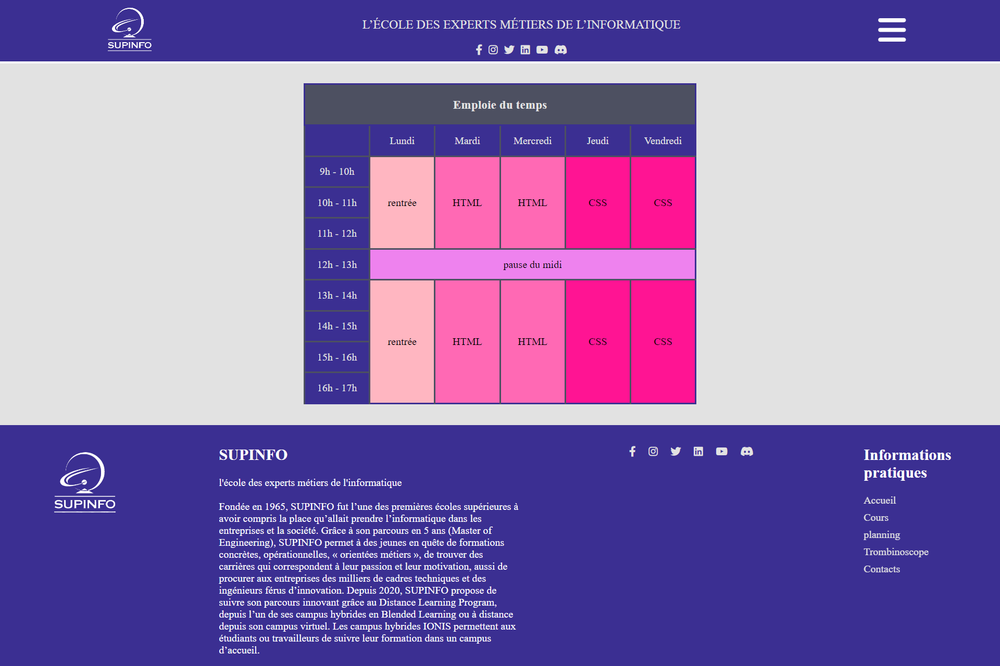 SUPINFO
L’ÉCOLE DES EXPERTS MÉTIERS DE L’INFORMATIQUE
Emploie du temps
Lundi Mardi Mercredi Jeudi Vendredi
9h - 10h
10h - 11h rentrée HTML HTML CSS CSS
11h - 12h
12h - 13h pause du midi
13h - 14h
14h - 15h
rentrée HTML HTML CSS CSS
15h - 16h
16h - 17h
SUPINFO
SUPINFO
l'école des experts métiers de l'informatique
Fondée en 1965, SUPINFO fut l’une des premières écoles supérieures à
avoir compris la place qu’allait prendre l’informatique dans les
entreprises et la société. Grâce à son parcours en 5 ans (Master of
Engineering), SUPINFO permet à des jeunes en quête de formations
concrètes, opérationnelles, « orientées métiers », de trouver des
carrières qui correspondent à leur passion et leur motivation, aussi de
procurer aux entreprises des milliers de cadres techniques et des
ingénieurs férus d’innovation. Depuis 2020, SUPINFO propose de
suivre son parcours innovant grâce au Distance Learning Program,
depuis l’un de ses campus hybrides en Blended Learning ou à distance
depuis son campus virtuel. Les campus hybrides IONIS permettent aux
étudiants ou travailleurs de suivre leur formation dans un campus
d’accueil.
Informations
pratiques
Accueil
Cours
planning
Trombinoscope
Contacts